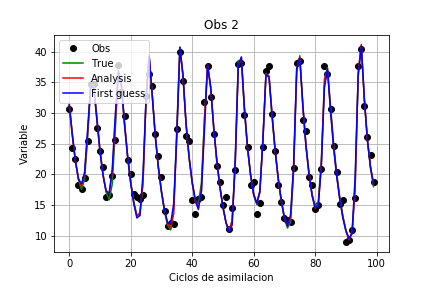 Obs 2
Obs
True
Analysis
First guess
Variable
40
35
30
25
20
15
10
0
20
40
60
80
100
Ciclos de asimilacion